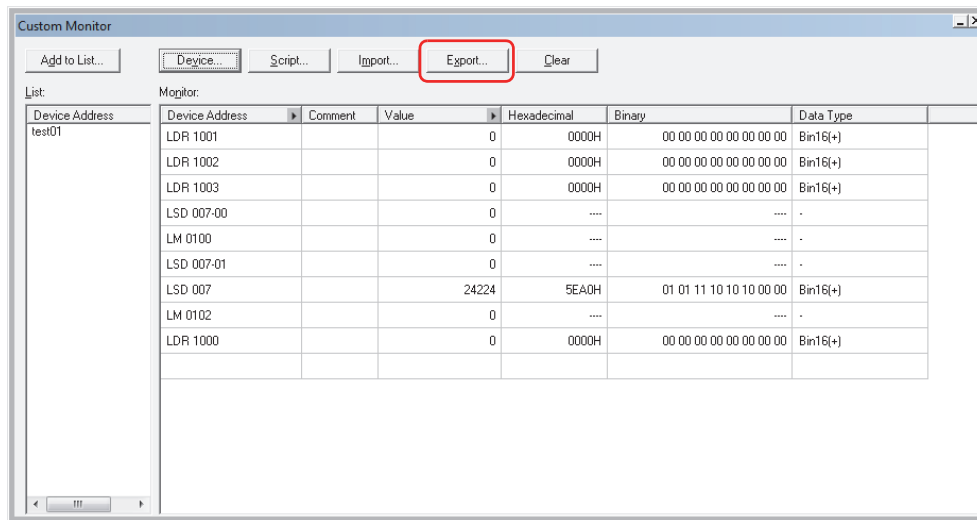 Custom Monitor
Add to List... Device... Script... Import... Export... Clear
List: Monitor:
Device Address Device Address Comment Value Hexadecimal Binary Data Type
test01 LDR 1001 0 0000H 00 00 00 00 00 00 00 00 Bin16(+)
LDR 1002 0 0000H 00 00 00 00 00 00 00 00 Bin16(+)
LDR 1003 0 0000H 00 00 00 00 00 00 00 00 Bin16(+)
LSD 007-00 0 ---- ---- -
LM 0100 0 ---- ---- -
LSD 007-01 0 ---- ---- -
LSD 007 24224 5EA0H 01 01 11 10 10 10 00 00 Bin16(+)
LM 0102 0 ---- ---- -
LDR 1000 0 0000H 00 00 00 00 00 00 00 00 Bin16(+)